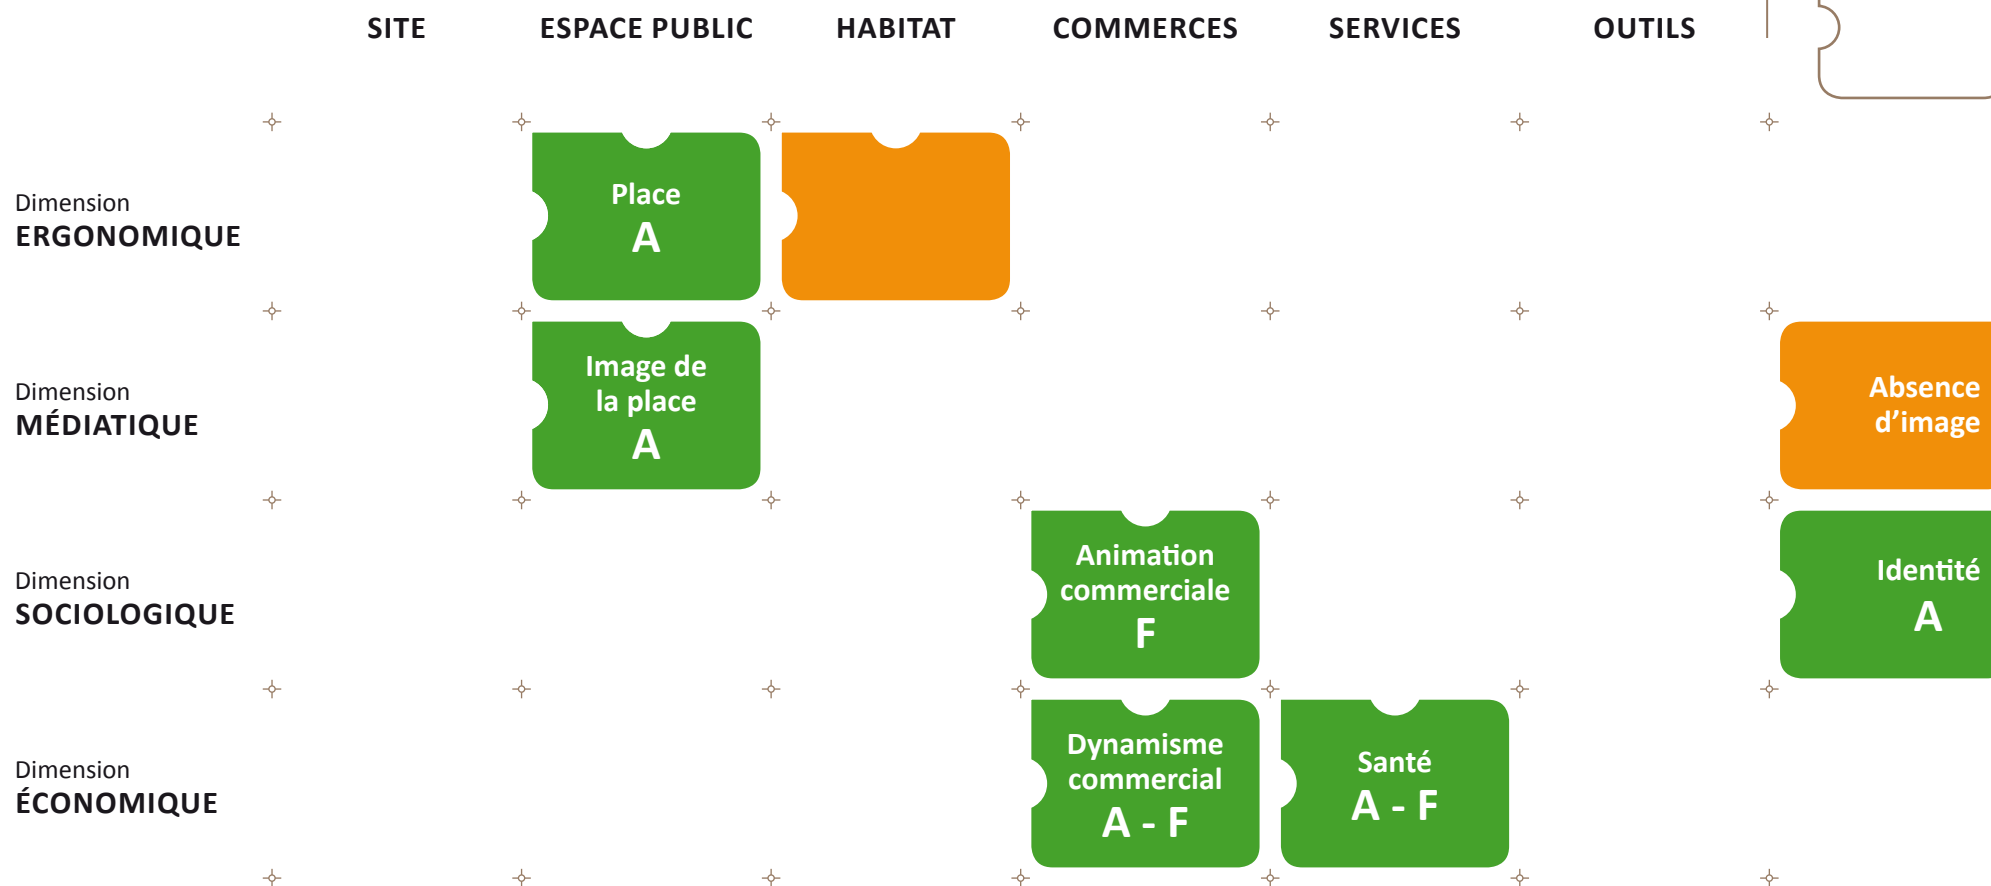 SITE ESPACE PUBLIC HABITAT COMMERCES SERVICES OUTILS
Dimension
ERGONOMIQUE
Place
A
Dimension
MÉDIATIQUE
Image de
la place
A
Absence
d’image
Dimension
SOCIOLOGIQUE
Animation
commerciale
F
Identité
A
Dimension
ÉCONOMIQUE
Dynamisme
commercial
A - F
Santé
A - F